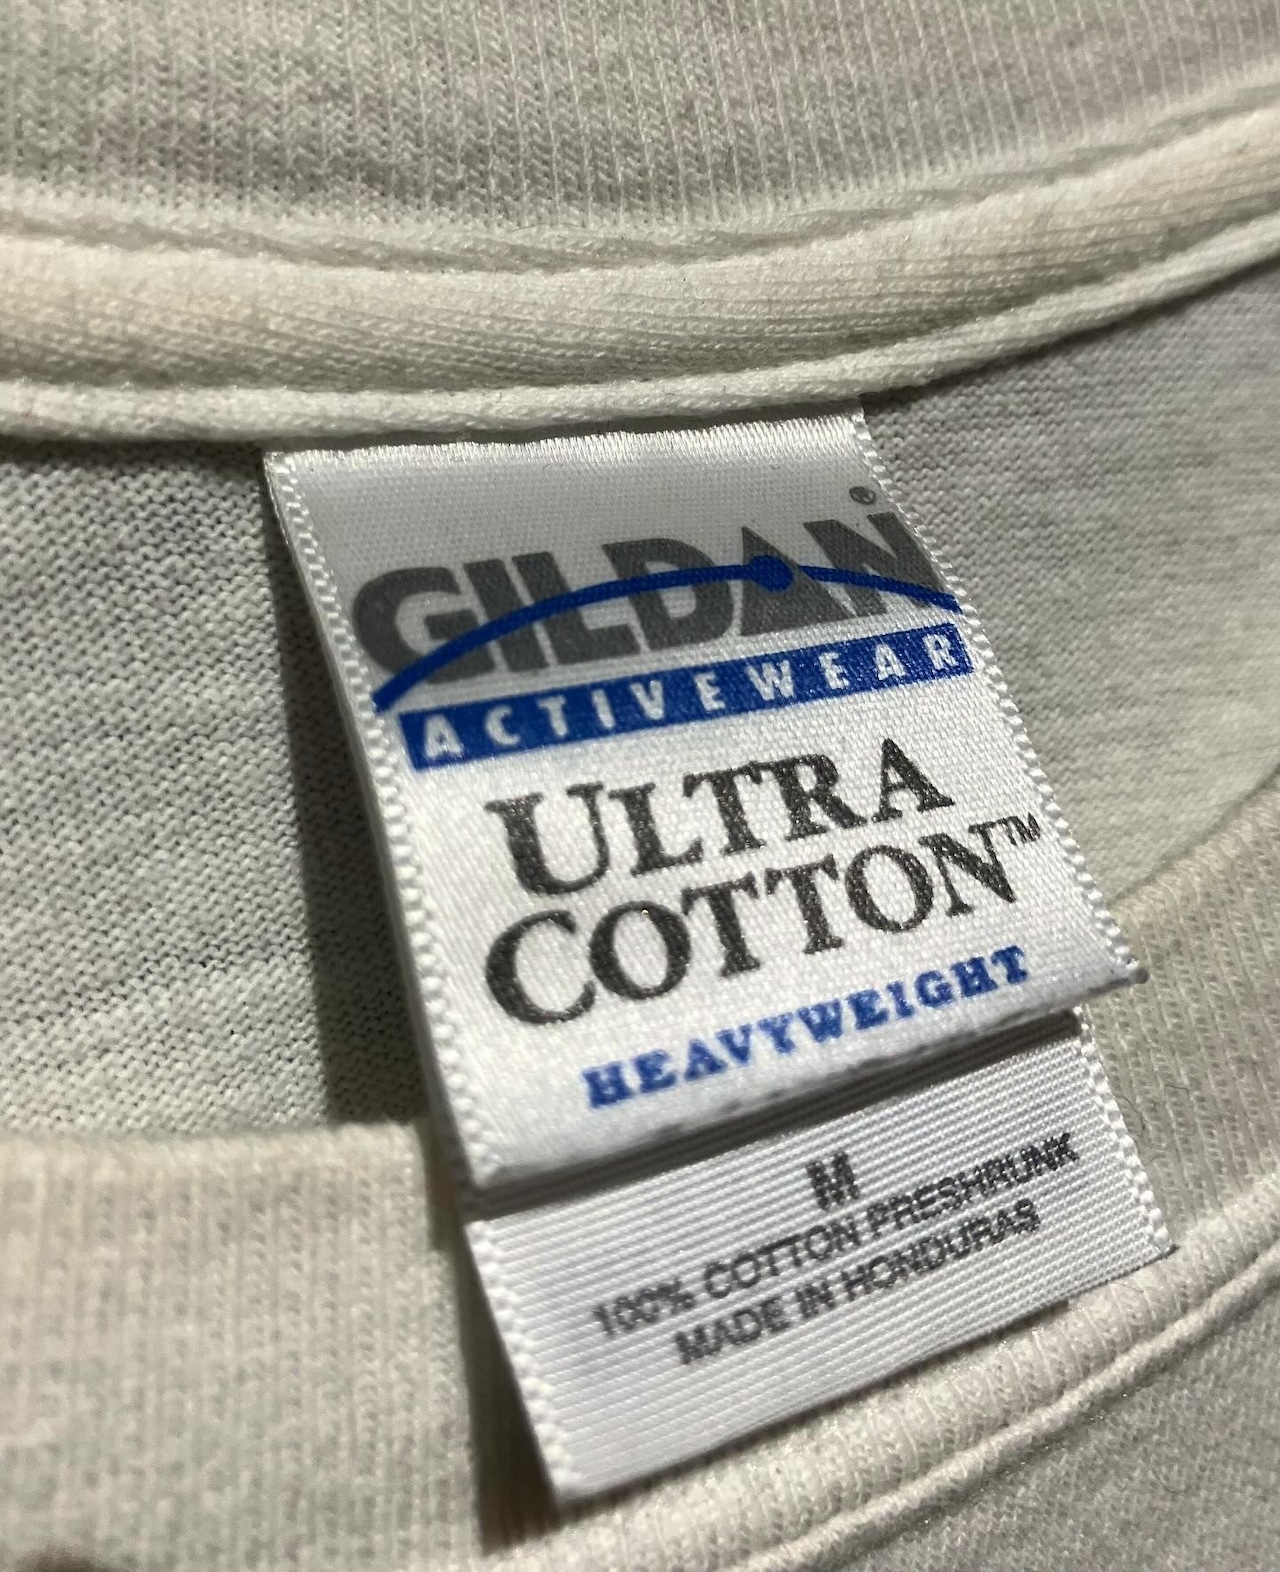 GILDAN®
ACTIVEWEAR
ULTRA
COTTON™
HEAVYWEIGHT
M
100% COTTON PRESHRUNK
MADE IN HONDURAS